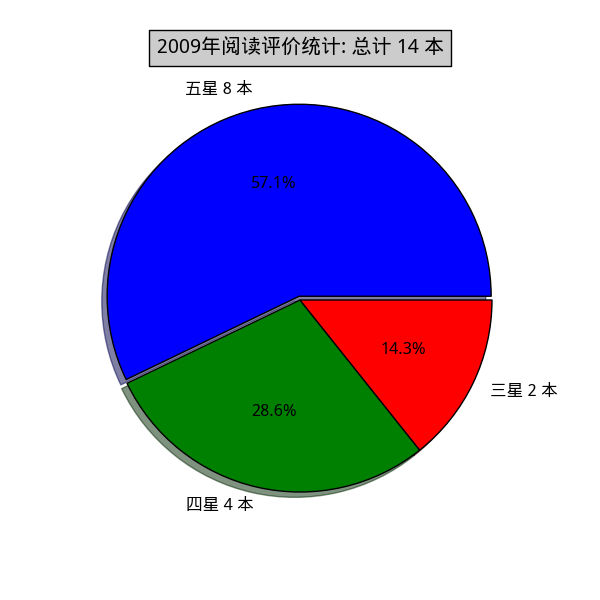 2009年阅读评价统计: 总计 14 本
五星 8 本
57.1%
14.3%
三星 2 本
28.6%
四星 4 本